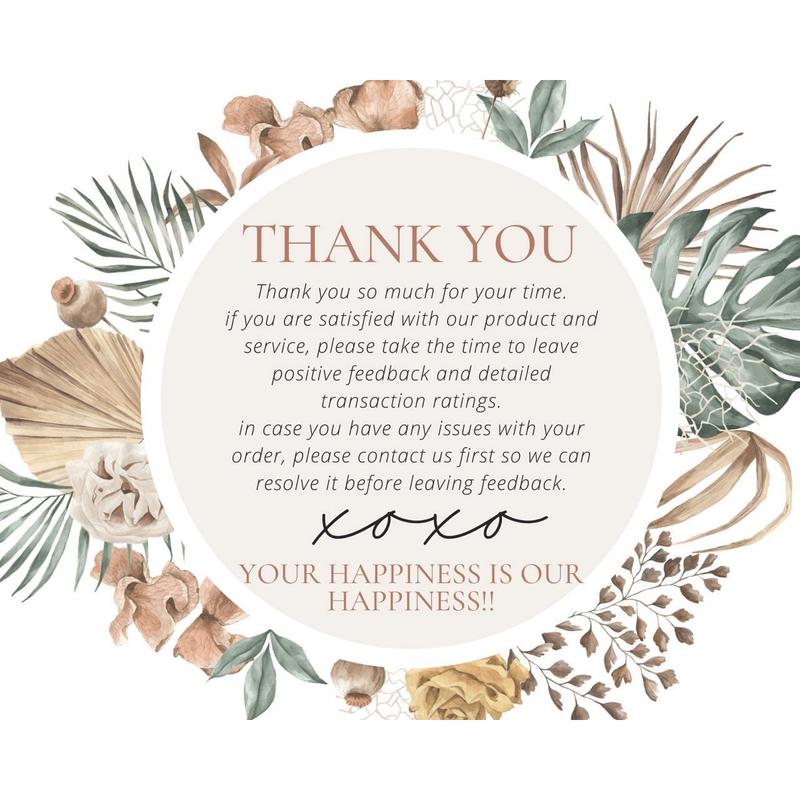 THANK YOU
Thank you so much for your time.
if you are satisfied with our product and
service, please take the time to leave
positive feedback and detailed
transaction ratings.
in case you have any issues with your
order, please contact us first so we can
resolve it before leaving feedback.
xoxo
YOUR HAPPINESS IS OUR
HAPPINESS!!